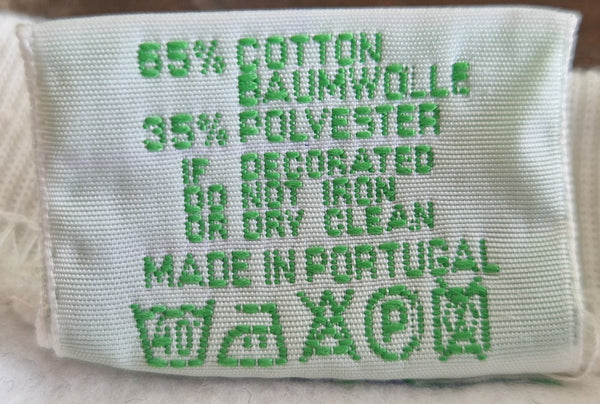 65% COTTON
BAUMWOLLE
35% POLYESTER
IF DECORATED
DO NOT IRON
OR DRY CLEAN
MADE IN PORTUGAL
40 P